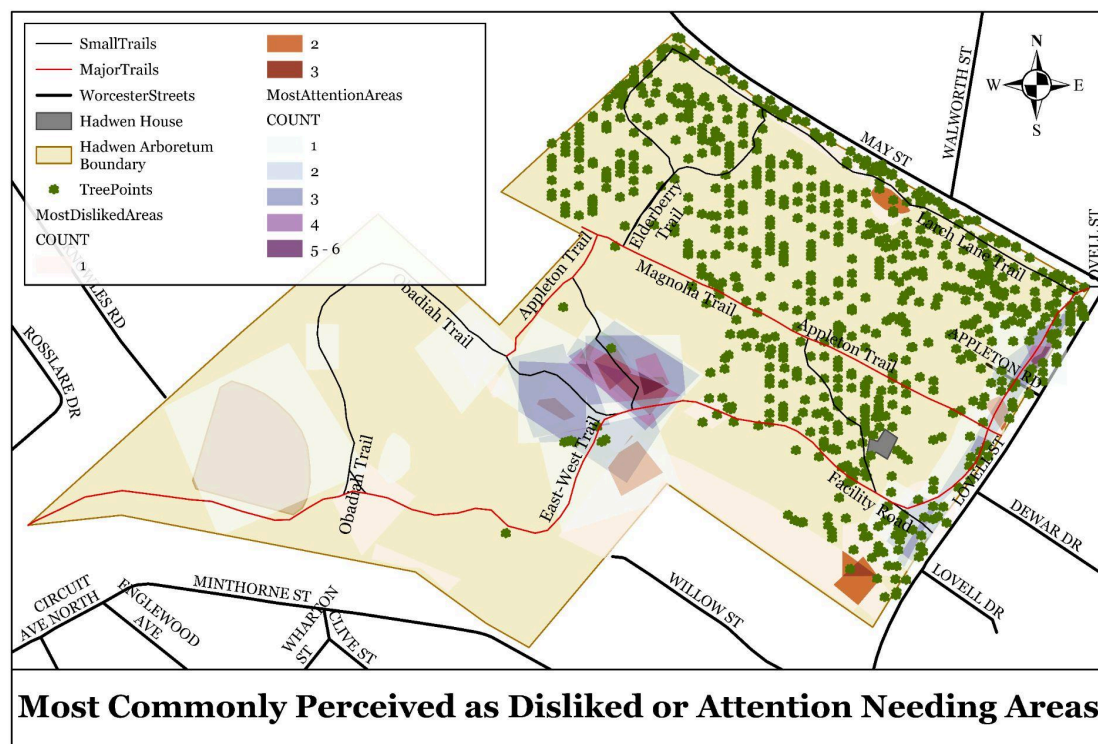 SmallTrails
MajorTrails
WorcesterStreets
Hadwen House
Hadwen Arboretum
Boundary
TreePoints
MostDislikedAreas
COUNT
1
2
3
MostAttentionAreas
COUNT
1
2
3
4
5 - 6
N
W
E
S
WALWORTH ST
MAY ST
LOVELL ST
Larch Lane Trail
Elderberry
Trail
Appleton Trail
Magnolia Trail
Appleton Trail
APPLETON RD
Obadiah Trail
ROSSLARE DR
Obadiah Trail
East-West Trail
Facility Road
LOVELL ST
DEWAR DR
LOVELL DR
WILLOW ST
MINTHORNE ST
CIRCUIT
AVE NORTH
ENGLEWOOD
AVE
WHARTON
ST
CLIVE ST
Most Commonly Perceived as Disliked or Attention Needing Areas